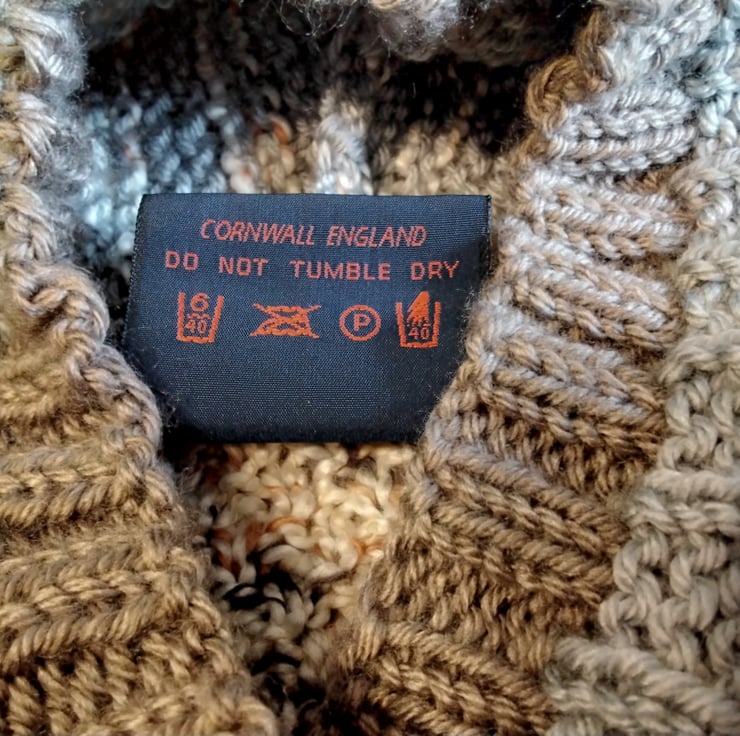 CORNWALL ENGLAND
DO NOT TUMBLE DRY
6 40 P 40